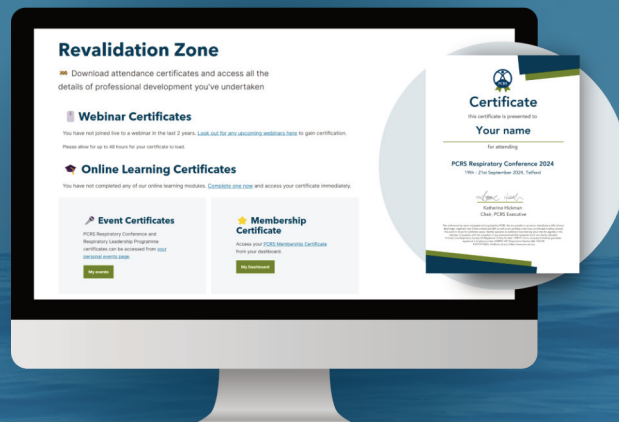 Revalidation Zone
Download attendance certificates and access all the
details of professional development you've undertaken
Webinar Certificates
You have not joined live to a webinar in the last 2 years. Look out for any upcoming webinars here to gain certification.
Please allow for up to 48 hours for your certificate to load.
Online Learning Certificates
You have not completed any of our online learning modules. Complete one now and access your certificate immediately.
Event Certificates
PCRS Respiratory Conference and
Respiratory Leadership Programme
certificates can be accessed from your
personal events page.
My events
Membership
Certificate
Access your PCRS Membership Certificate
from your dashboard.
My Dashboard
Certificate
this certificate is presented to
Your name
for attending
PCRS Respiratory Conference 2024
19th - 21st September 2024, Telford
Katherine Hickman
Chair, PCRS Executive